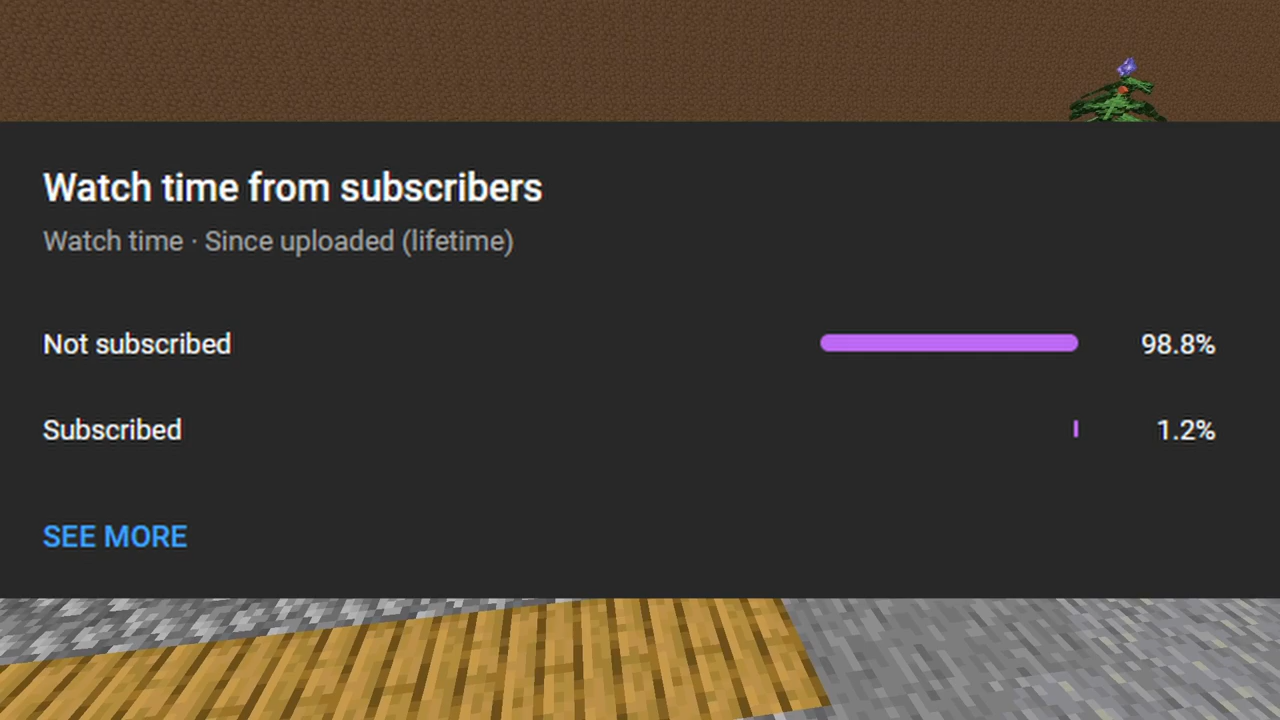 Watch time from subscribers
Watch time · Since uploaded (lifetime)
Not subscribed 98.8%
Subscribed 1.2%
SEE MORE